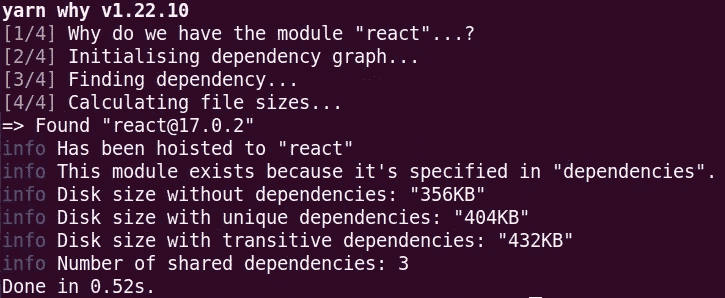 yarn why v1.22.10
[1/4] Why do we have the module "react"...?
[2/4] Initialising dependency graph...
[3/4] Finding dependency...
[4/4] Calculating file sizes...
=> Found "react@17.0.2"
info Has been hoisted to "react"
info This module exists because it's specified in "dependencies".
info Disk size without dependencies: "356KB"
info Disk size with unique dependencies: "404KB"
info Disk size with transitive dependencies: "432KB"
info Number of shared dependencies: 3
Done in 0.52s.